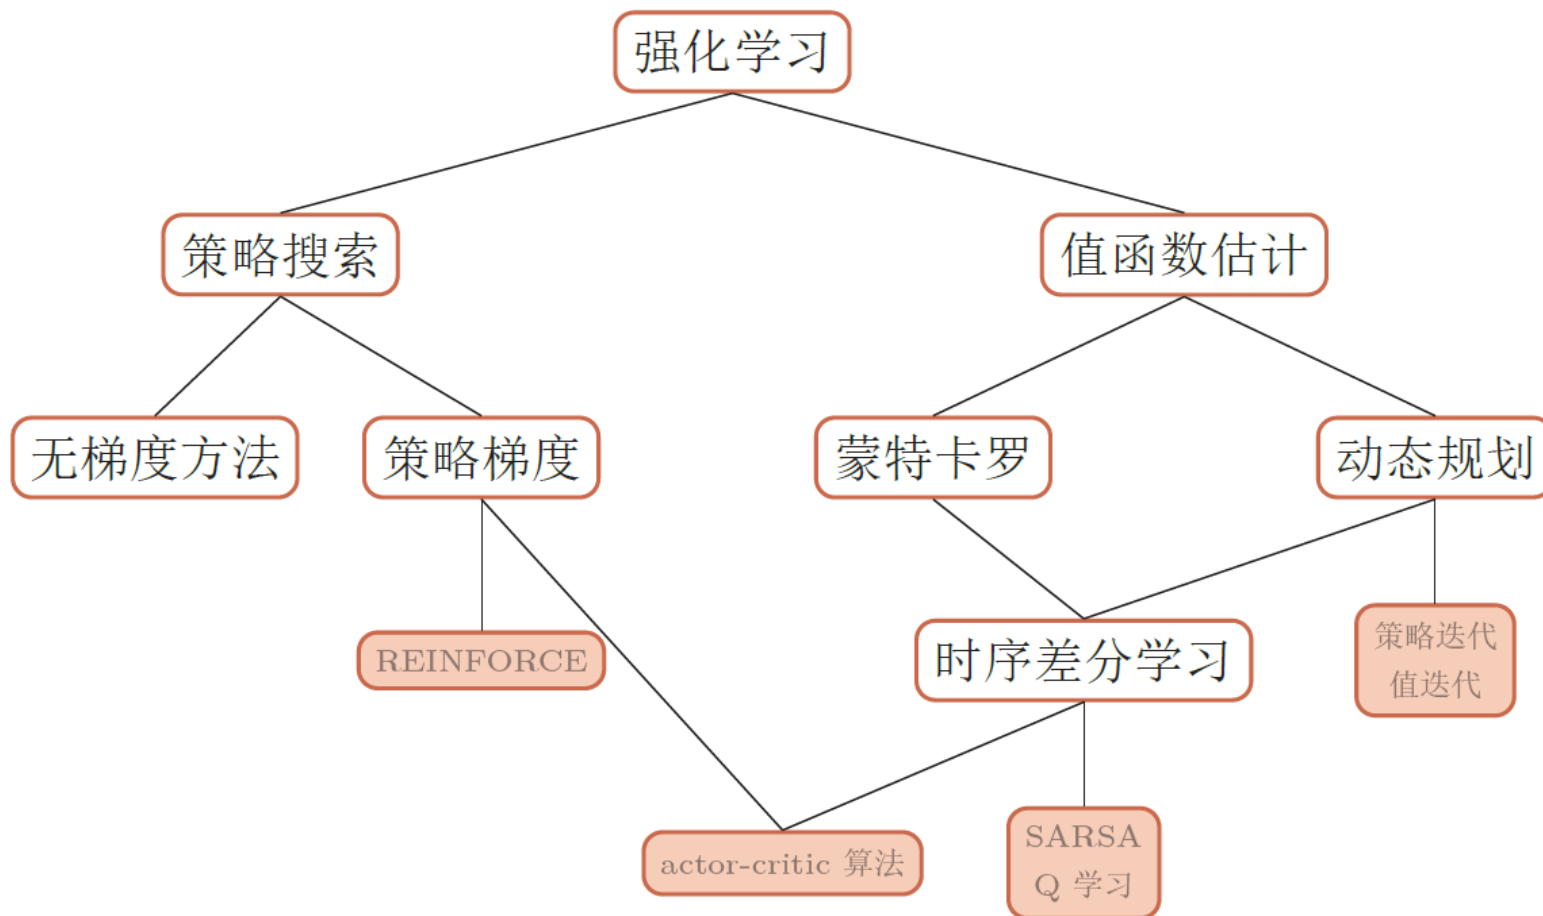 强化学习
策略搜索
值函数估计
无梯度方法
策略梯度
蒙特卡罗
动态规划
REINFORCE
时序差分学习
策略迭代
值迭代
actor-critic 算法
SARSA
Q 学习